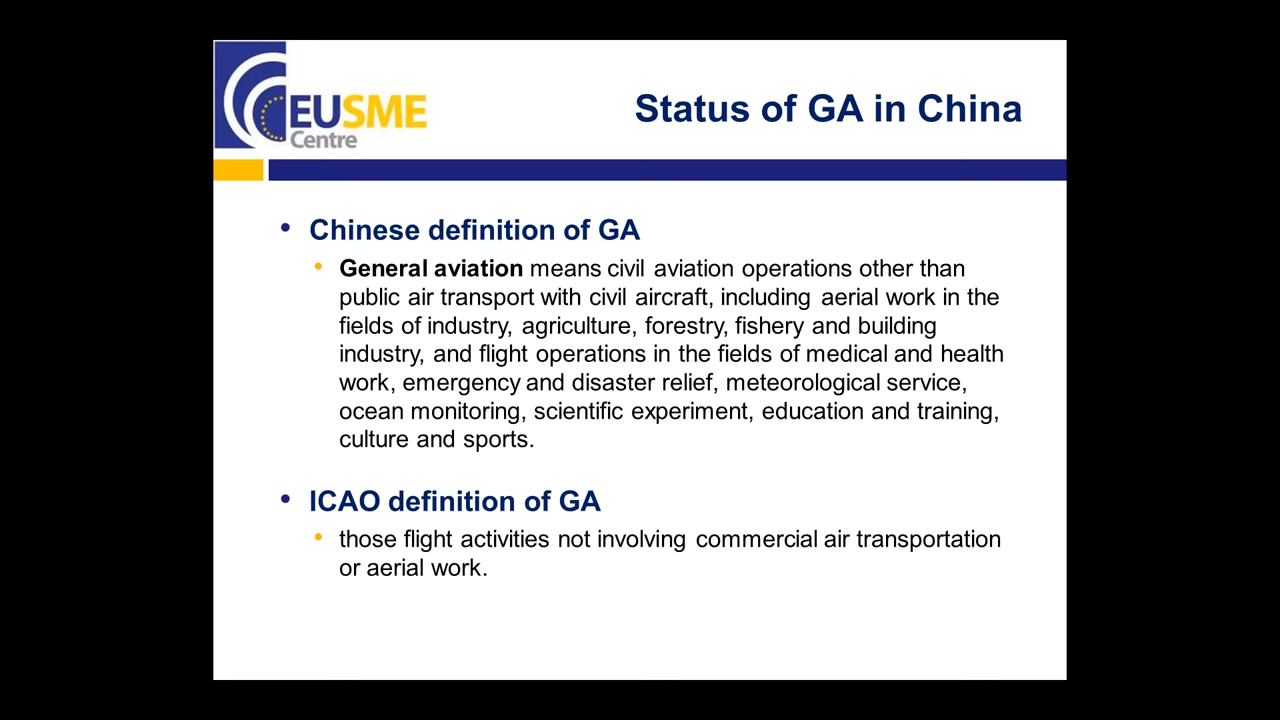 EUSME
Centre
Status of GA in China
• Chinese definition of GA
• General aviation means civil aviation operations other than
public air transport with civil aircraft, including aerial work in the
fields of industry, agriculture, forestry, fishery and building
industry, and flight operations in the fields of medical and health
work, emergency and disaster relief, meteorological service,
ocean monitoring, scientific experiment, education and training,
culture and sports.
• ICAO definition of GA
• those flight activities not involving commercial air transportation
or aerial work.